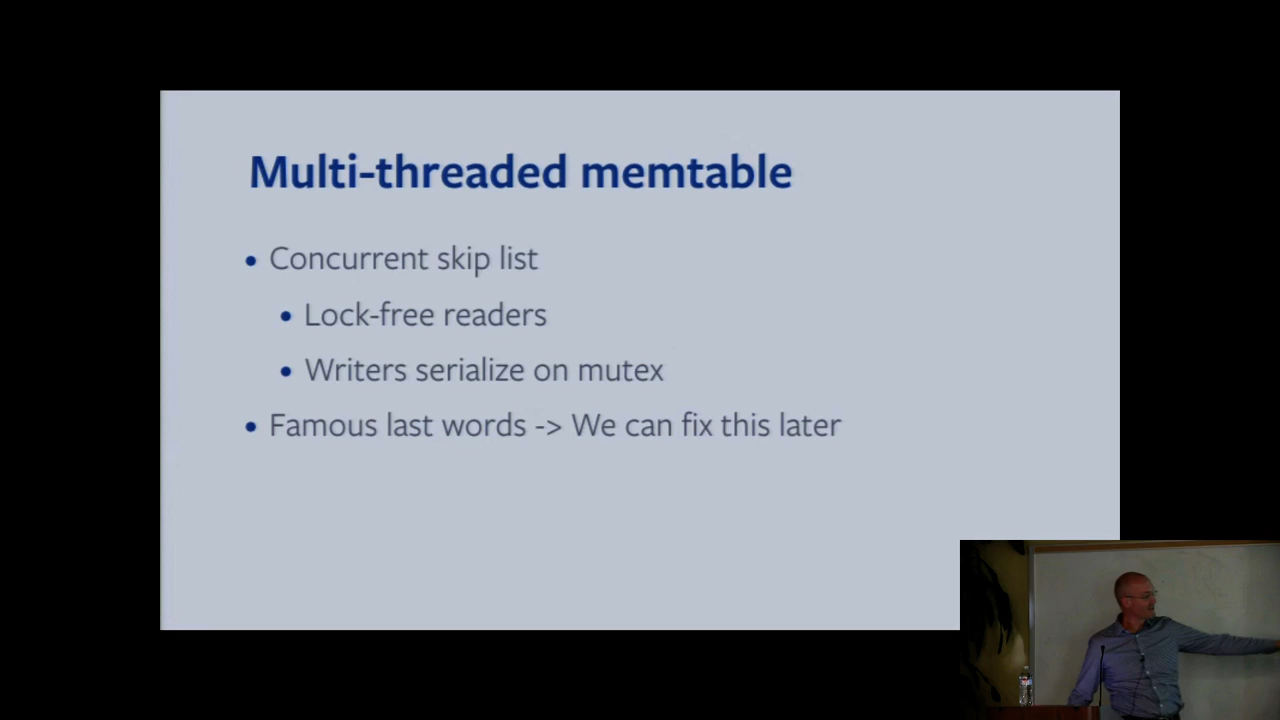 Multi-threaded memtable
• Concurrent skip list
• Lock-free readers
• Writers serialize on mutex
• Famous last words -> We can fix this later